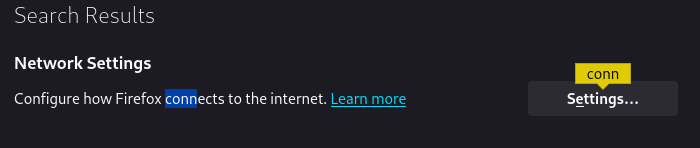 Search Results
Network Settings
Configure how Firefox connects to the internet. Learn more
conn
Settings...